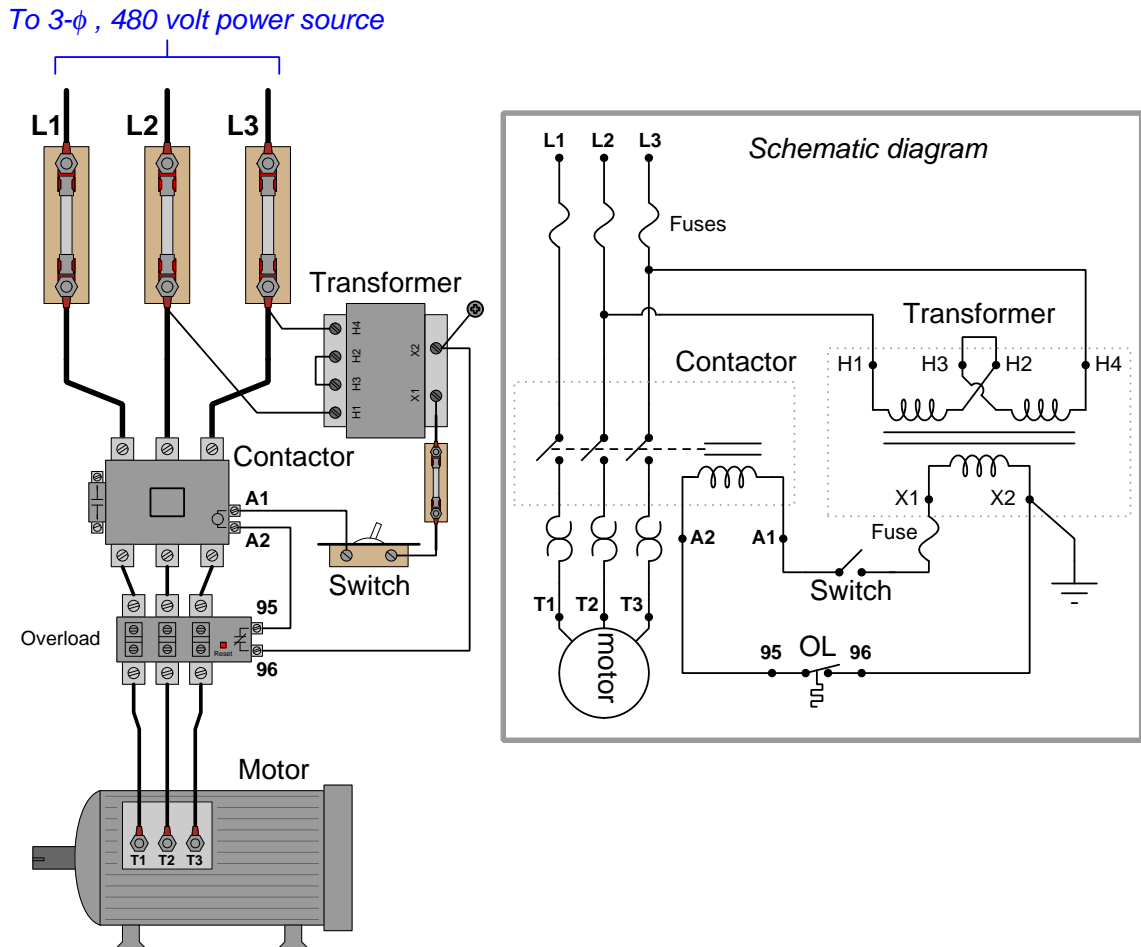 To 3-ϕ , 480 volt power source
L1 L2 L3
Transformer
H4
H2
H3
H1
X2
X1
Contactor
A1
A2
Switch
Overload
95
Reset
96
Motor
T1 T2 T3
Schematic diagram
L1 L2 L3
Fuses
Transformer
Contactor
H1 H3 H2 H4
X1 X2
Fuse
A2 A1
Switch
T1 T2 T3
motor
95 OL 96